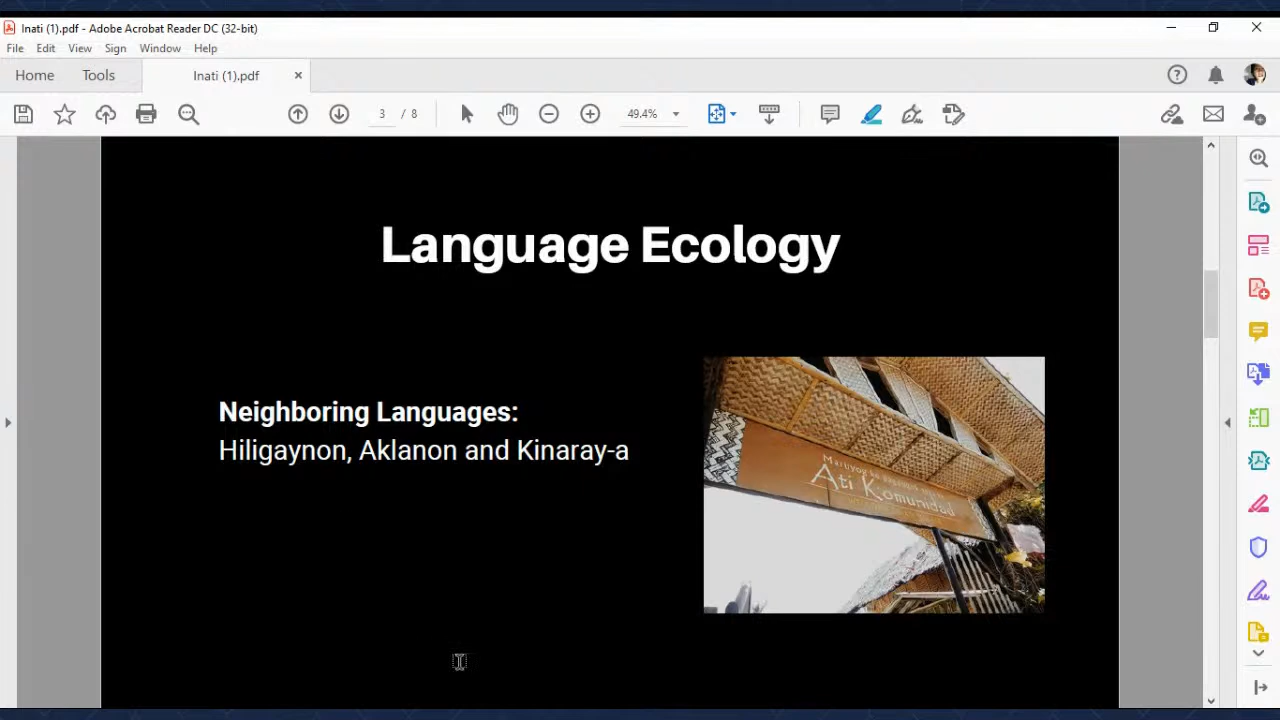 Inati (1).pdf - Adobe Acrobat Reader DC (32-bit)
File Edit View Sign Window Help
Home Tools Inati (1).pdf
3 / 8 49.4%
Language Ecology
Neighboring Languages:
Hiligaynon, Aklanon and Kinaray-a
Ati Komunidad